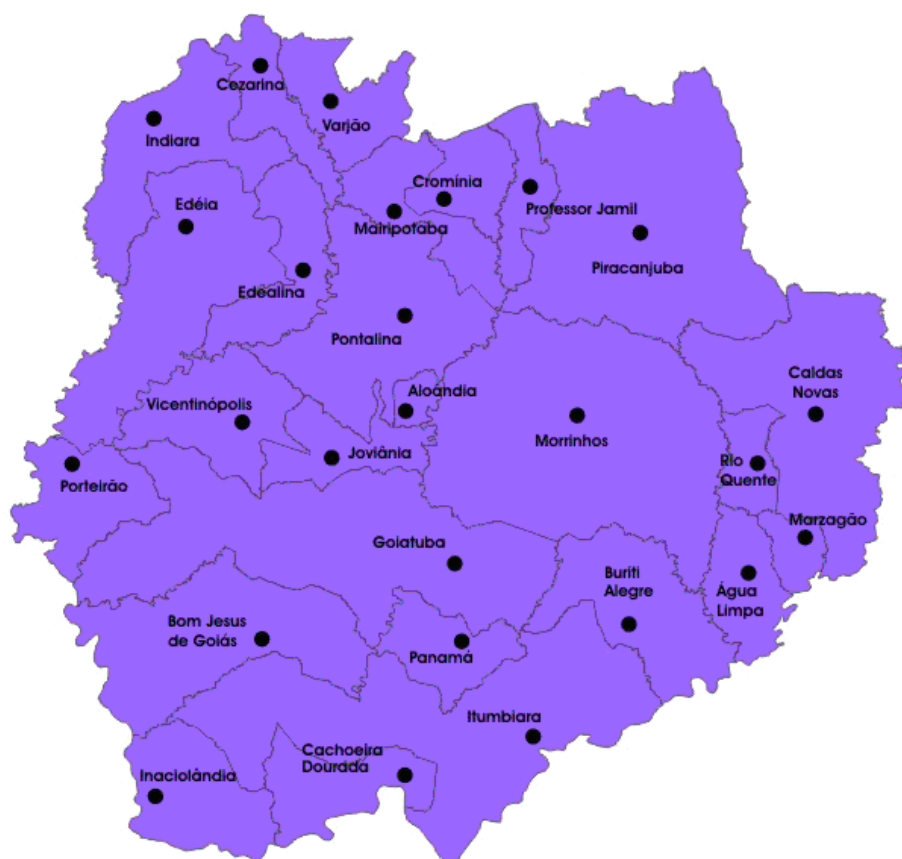 Cezarina
Varjão
Indiara
Cromínia
Edéia
Professor Jamil
Mairipotaba
Piracanjuba
Edealina
Pontalina
Caldas
Novas
Aloândia
Vicentinópolis
Morrinhos
Joviânia
Rio
Quente
Porteirão
Marzagão
Goiatuba
Buriti
Alegre
Água
Limpa
Bom Jesus
de Goiás
Panamá
Itumbiara
Cachoeira
Dourada
Inaciolândia